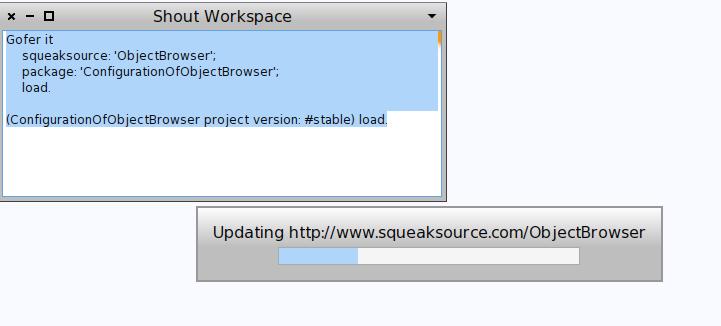 Shout Workspace
Gofer it
squeaksource: 'ObjectBrowser';
package: 'ConfigurationOfObjectBrowser';
load.
(ConfigurationOfObjectBrowser project version: #stable) load.
Updating http://www.squeaksource.com/ObjectBrowser